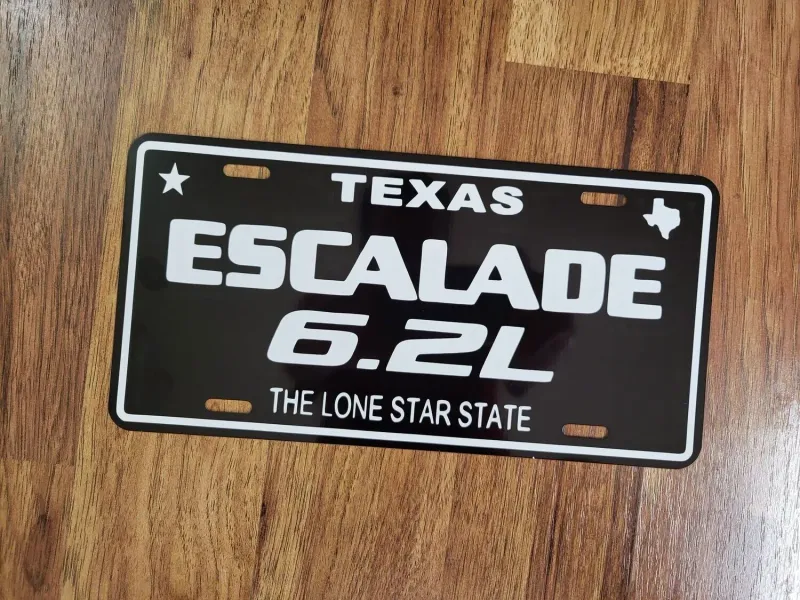 TEXAS
ESCALADE
6.2L
THE LONE STAR STATE